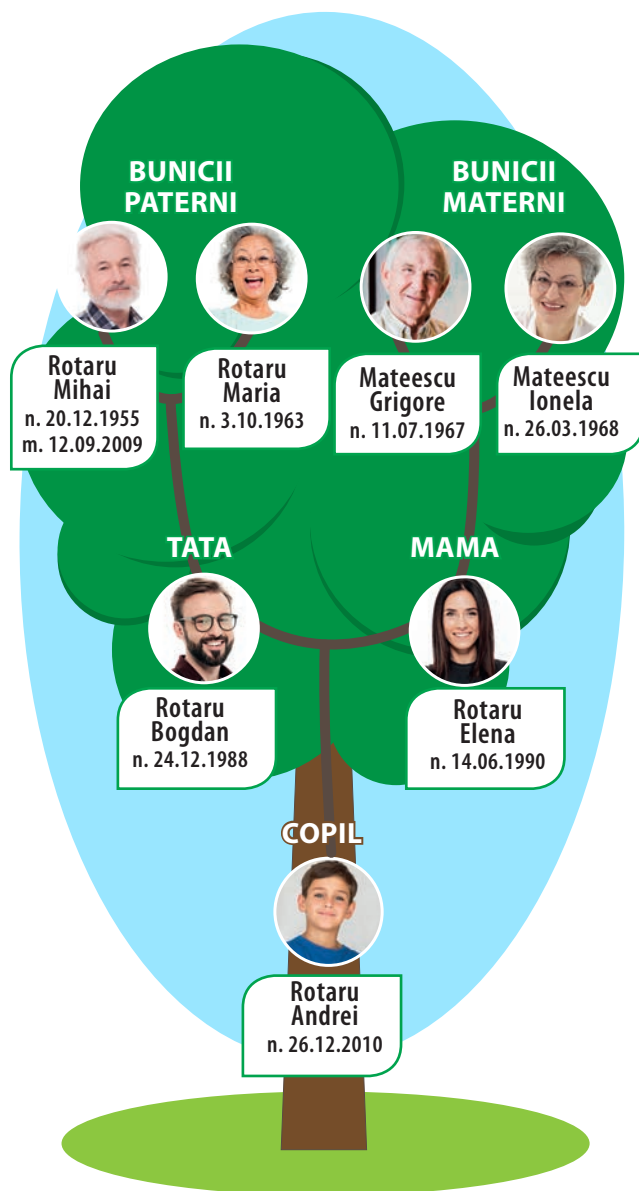 BUNICII
PATERNI
BUNICII
MATERNI
Rotaru
Mihai
n. 20.12.1955
m. 12.09.2009
Rotaru
Maria
n. 3.10.1963
Mateescu
Grigore
n. 11.07.1967
Mateescu
Ionela
n. 26.03.1968
TATA
MAMA
Rotaru
Bogdan
n. 24.12.1988
Rotaru
Elena
n. 14.06.1990
COPIL
Rotaru
Andrei
n. 26.12.2010